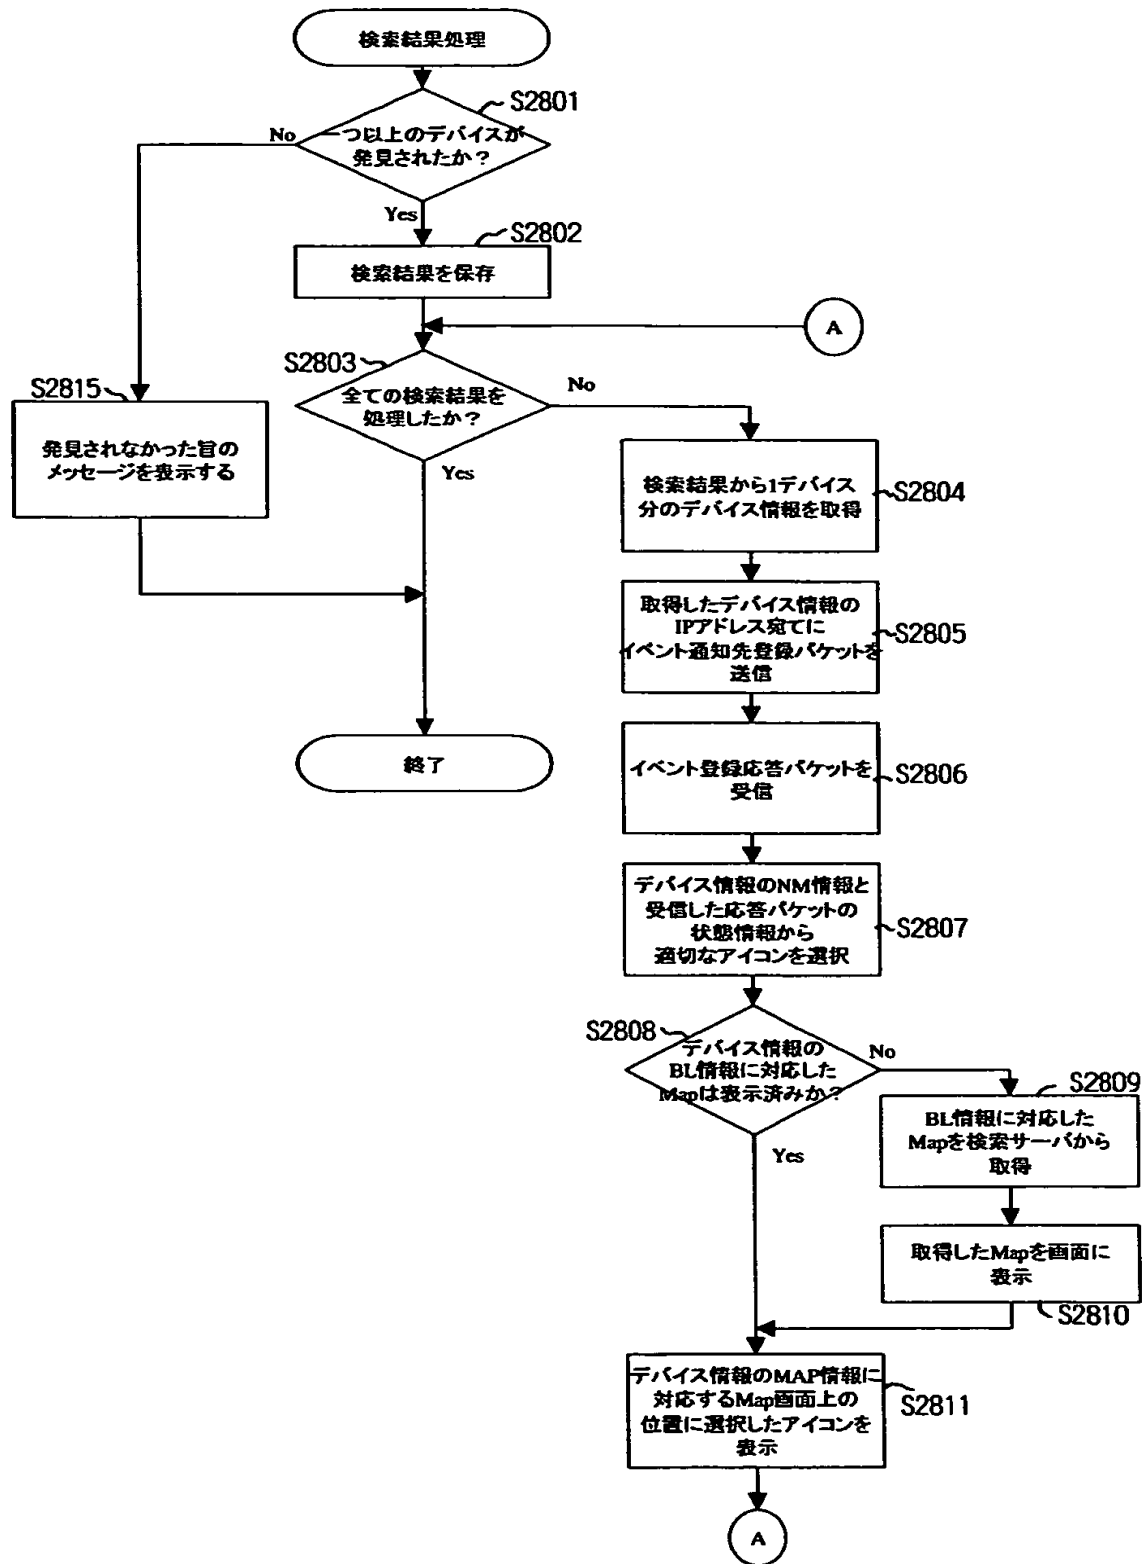 検索結果処理
S2801
No
一つ以上のデバイスが
発見されたか？
Yes
S2802
検索結果を保存
A
S2803
全ての検索結果を
処理したか？
No
Yes
S2815
発見されなかった旨の
メッセージを表示する
検索結果から1デバイス
分のデバイス情報を取得
S2804
取得したデバイス情報の
IPアドレス宛てに
イベント通知先登録パケットを
送信
S2805
終了
イベント登録応答パケットを
受信
S2806
デバイス情報のNM情報と
受信した応答パケットの
状態情報から
適切なアイコンを選択
S2807
S2808
デバイス情報の
BL情報に対応した
Mapは表示済みか？
No
Yes
S2809
BL情報に対応した
Mapを検索サーバから
取得
取得したMapを画面に
表示
S2810
デバイス情報のMAP情報に
対応するMap画面上の
位置に選択したアイコンを
表示
S2811
A